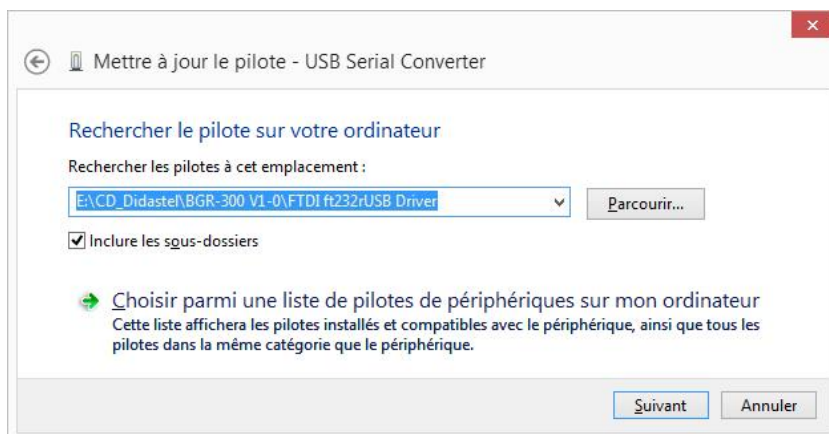 Mettre à jour le pilote - USB Serial Converter
Rechercher le pilote sur votre ordinateur
Rechercher les pilotes à cet emplacement :
E:\CD_Didastel\BGR-300 V1-0\FTDI ft232rUSB Driver
Parcourir...
Inclure les sous-dossiers
Choisir parmi une liste de pilotes de périphériques sur mon ordinateur
Cette liste affichera les pilotes installés et compatibles avec le périphérique, ainsi que tous les
pilotes dans la même catégorie que le périphérique.
Suivant Annuler